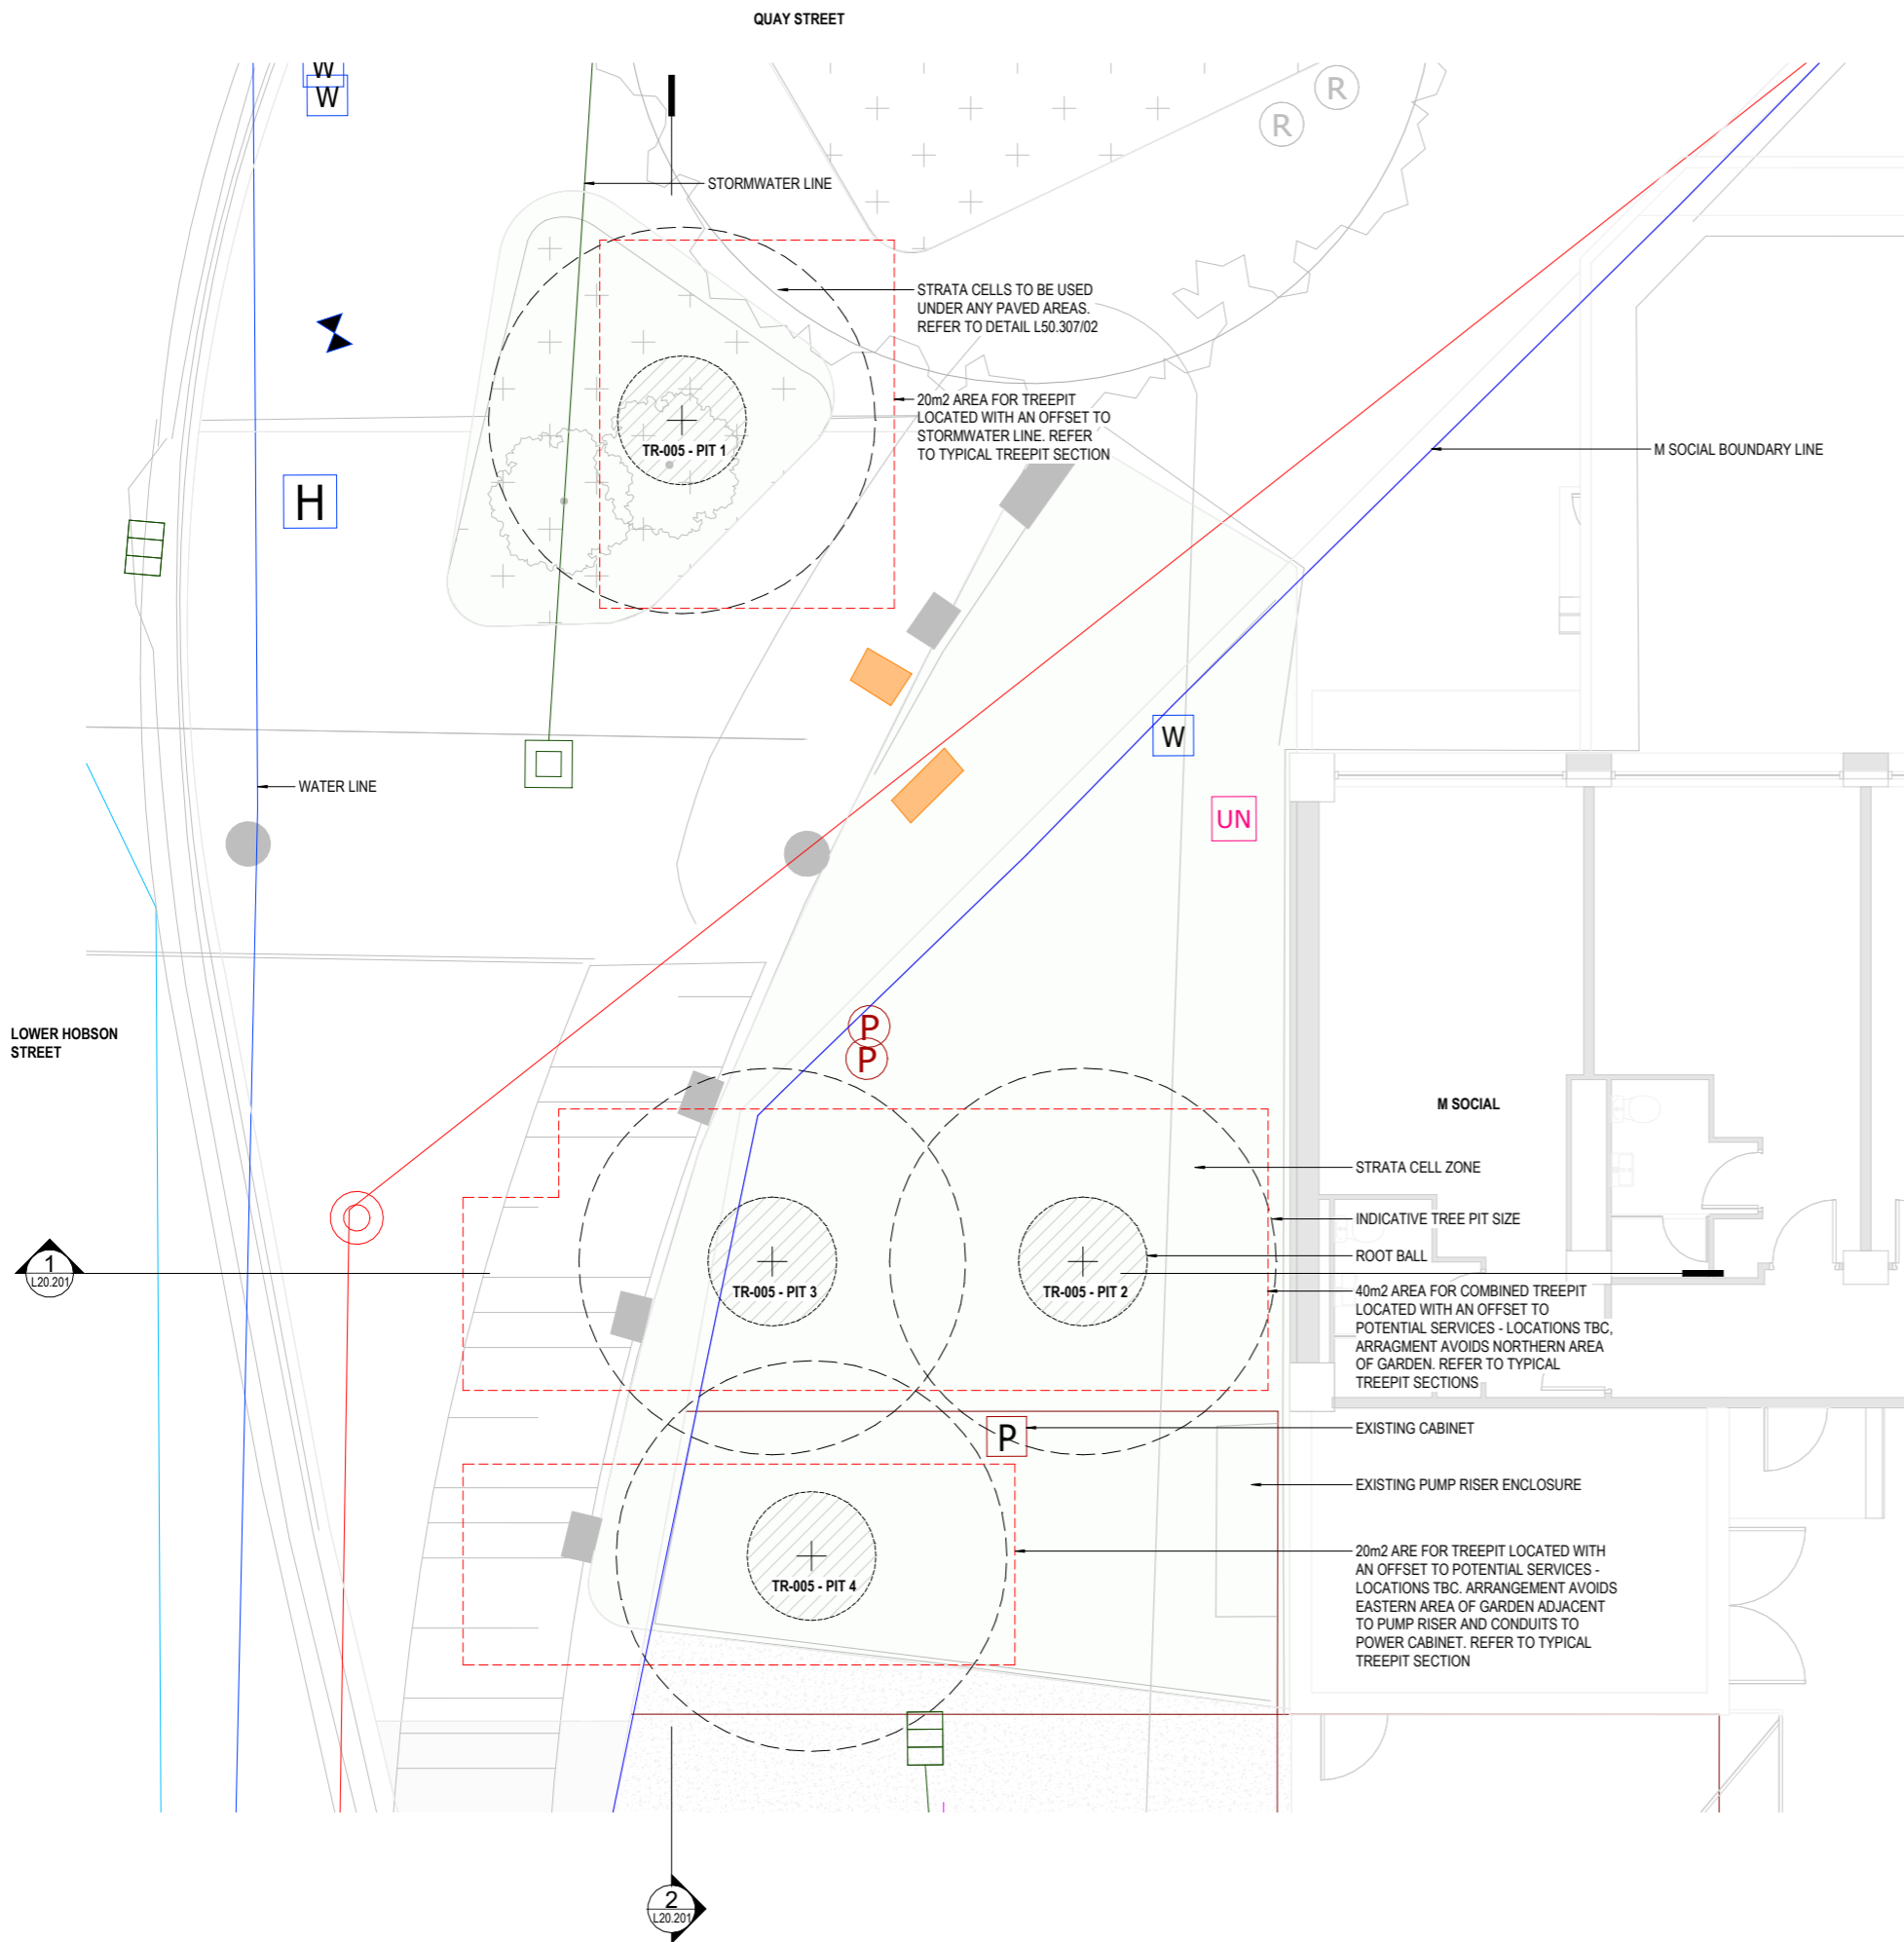 QUAY STREET
W
W
R
R
STORMWATER LINE
STRATA CELLS TO BE USED
UNDER ANY PAVED AREAS.
REFER TO DETAIL L50.307/02
20m2 AREA FOR TREEPIT
LOCATED WITH AN OFFSET TO
STORMWATER LINE. REFER
TO TYPICAL TREEPIT SECTION
TR-005 - PIT 1
M SOCIAL BOUNDARY LINE
H
W
WATER LINE
UN
P
P
LOWER HOBSON
STREET
M SOCIAL
STRATA CELL ZONE
INDICATIVE TREE PIT SIZE
ROOT BALL
1
L20.201
TR-005 - PIT 3
TR-005 - PIT 2
40m2 AREA FOR COMBINED TREEPIT
LOCATED WITH AN OFFSET TO
POTENTIAL SERVICES - LOCATIONS TBC,
ARRAGMENT AVOIDS NORTHERN AREA
OF GARDEN. REFER TO TYPICAL
TREEPIT SECTIONS
P
EXISTING CABINET
EXISTING PUMP RISER ENCLOSURE
20m2 ARE FOR TREEPIT LOCATED WITH
AN OFFSET TO POTENTIAL SERVICES -
LOCATIONS TBC. ARRANGEMENT AVOIDS
EASTERN AREA OF GARDEN ADJACENT
TO PUMP RISER AND CONDUITS TO
POWER CABINET. REFER TO TYPICAL
TREEPIT SECTION
TR-005 - PIT 4
2
L20.201